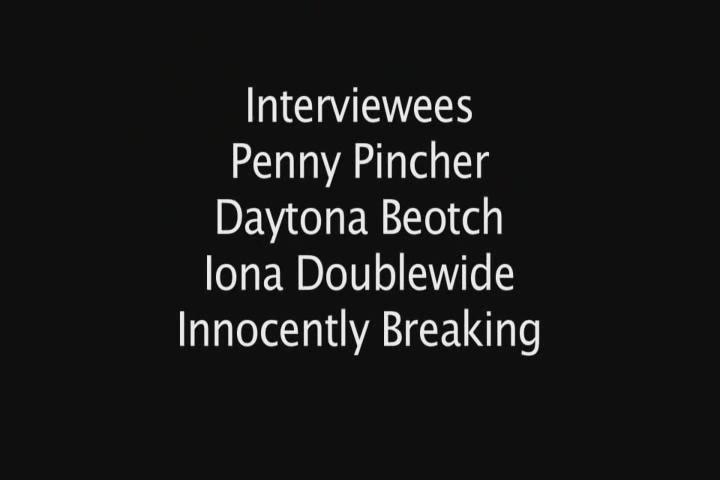 Interviewees
Penny Pincher
Daytona Beotch
Iona Doublewide
Innocently Breaking